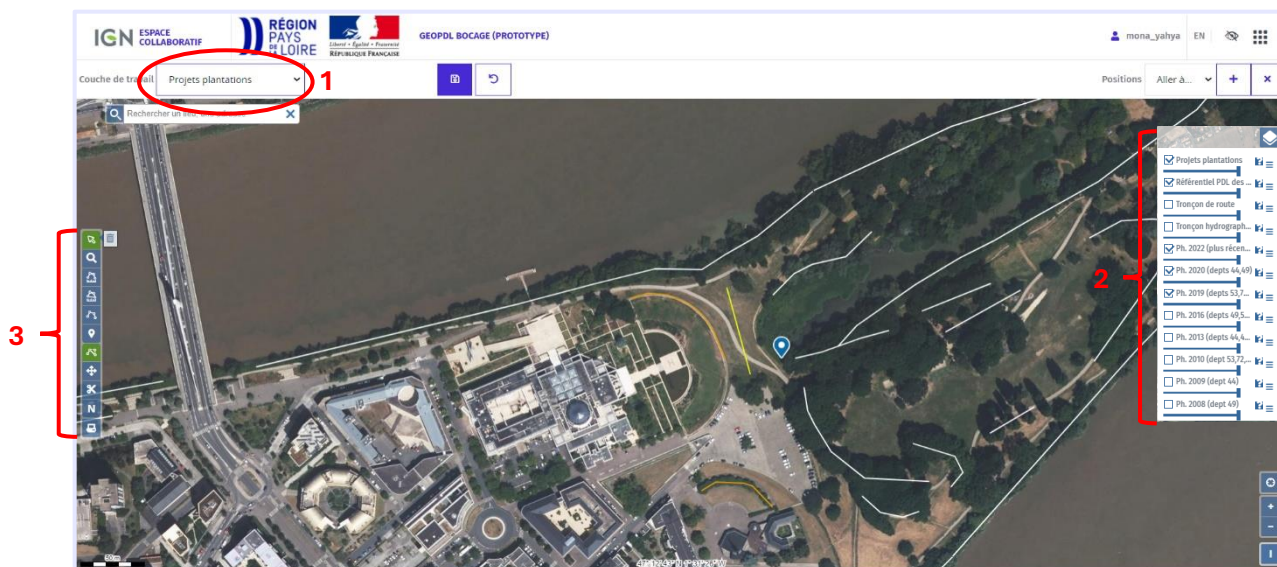 IGN ESPACE COLLABORATIF
RÉGION PAYS DE LA LOIRE
Liberté • Égalité • Fraternité
RÉPUBLIQUE FRANÇAISE
GEOPDL BOCAGE (PROTOTYPE)
mona_yahya
EN
Couche de travail
Projets plantations
1
Positions
Aller à...
+
×
Rechercher un lieu, une adresse...
2
Projets plantations
Référentiel PDL des ...
Tronçon de route
Tronçon hydrograph...
Ph. 2022 (plus récen...
Ph. 2020 (depts 44,49)
Ph. 2019 (depts 53,7...
Ph. 2016 (depts 49,5...
Ph. 2013 (depts 44,4...
Ph. 2010 (dept 53,72,...
Ph. 2009 (dept 44)
Ph. 2008 (dept 49)
3
N
+
−
50 m